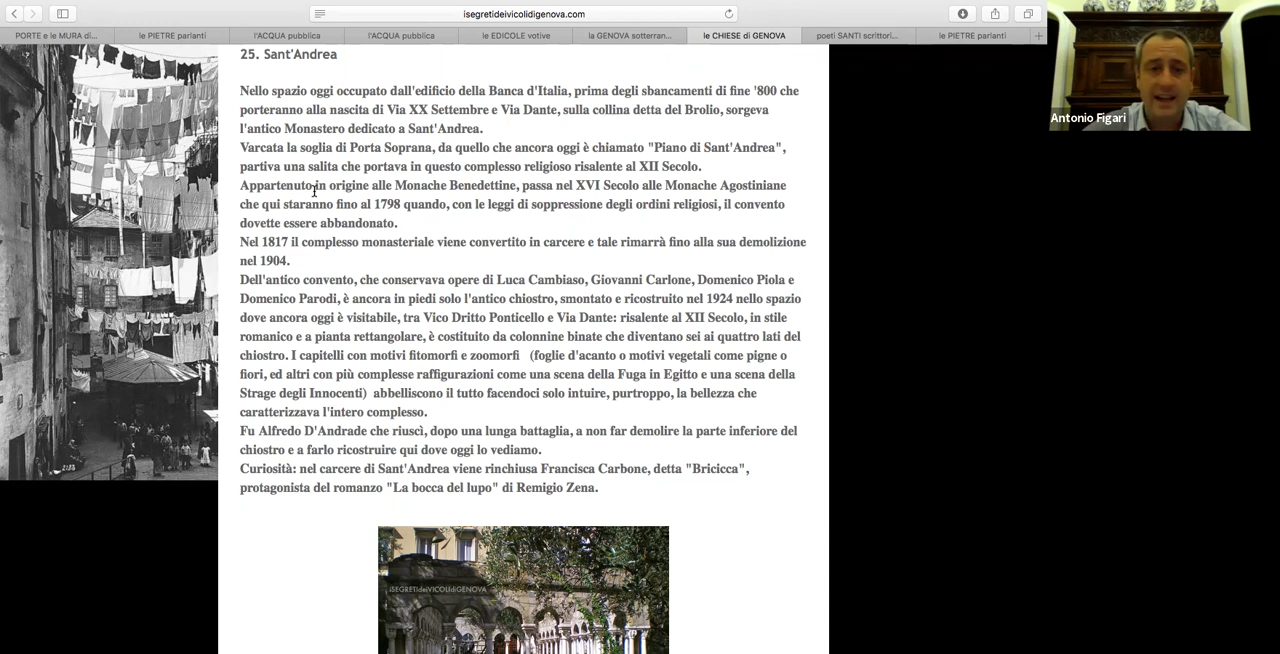 isegretideivicolidigenova.com
PORTE e le MURA di...
le PIETRE parlanti
l'ACQUA pubblica
l'ACQUA pubblica
le EDICOLE votive
la GENOVA sotterran...
le CHIESE di GENOVA
poeti SANTI scrittori...
le PIETRE parlanti
Antonio Figari
25. Sant'Andrea
Nello spazio oggi occupato dall'edificio della Banca d'Italia, prima degli sbancamenti di fine '800 che
porteranno alla nascita di Via XX Settembre e Via Dante, sulla collina detta del Brolio, sorgeva
l'antico Monastero dedicato a Sant'Andrea.
Varcata la soglia di Porta Soprana, da quello che ancora oggi è chiamato "Piano di Sant'Andrea",
partiva una salita che portava in questo complesso religioso risalente al XII Secolo.
Appartenuto in origine alle Monache Benedettine, passa nel XVI Secolo alle Monache Agostiniane
che qui staranno fino al 1798 quando, con le leggi di soppressione degli ordini religiosi, il convento
dovette essere abbandonato.
Nel 1817 il complesso monasteriale viene convertito in carcere e tale rimarrà fino alla sua demolizione
nel 1904.
Dell'antico convento, che conservava opere di Luca Cambiaso, Giovanni Carlone, Domenico Piola e
Domenico Parodi, è ancora in piedi solo l'antico chiostro, smontato e ricostruito nel 1924 nello spazio
dove ancora oggi è visitabile, tra Vico Dritto Ponticello e Via Dante: risalente al XII Secolo, in stile
romanico e a pianta rettangolare, è costituito da colonnine binate che diventano sei ai quattro lati del
chiostro. I capitelli con motivi fitomorfi e zoomorfi (foglie d'acanto o motivi vegetali come pigne o
fiori, ed altri con più complesse raffigurazioni come una scena della Fuga in Egitto e una scena della
Strage degli Innocenti) abbelliscono il tutto facendoci solo intuire, purtroppo, la bellezza che
caratterizzava l'intero complesso.
Fu Alfredo D'Andrade che riuscì, dopo una lunga battaglia, a non far demolire la parte inferiore del
chiostro e a farlo ricostruire qui dove oggi lo vediamo.
Curiosità: nel carcere di Sant'Andrea viene rinchiusa Francisca Carbone, detta "Bricicca",
protagonista del romanzo "La bocca del lupo" di Remigio Zena.
iSEGRETIdeiVICOLIdiGENOVA